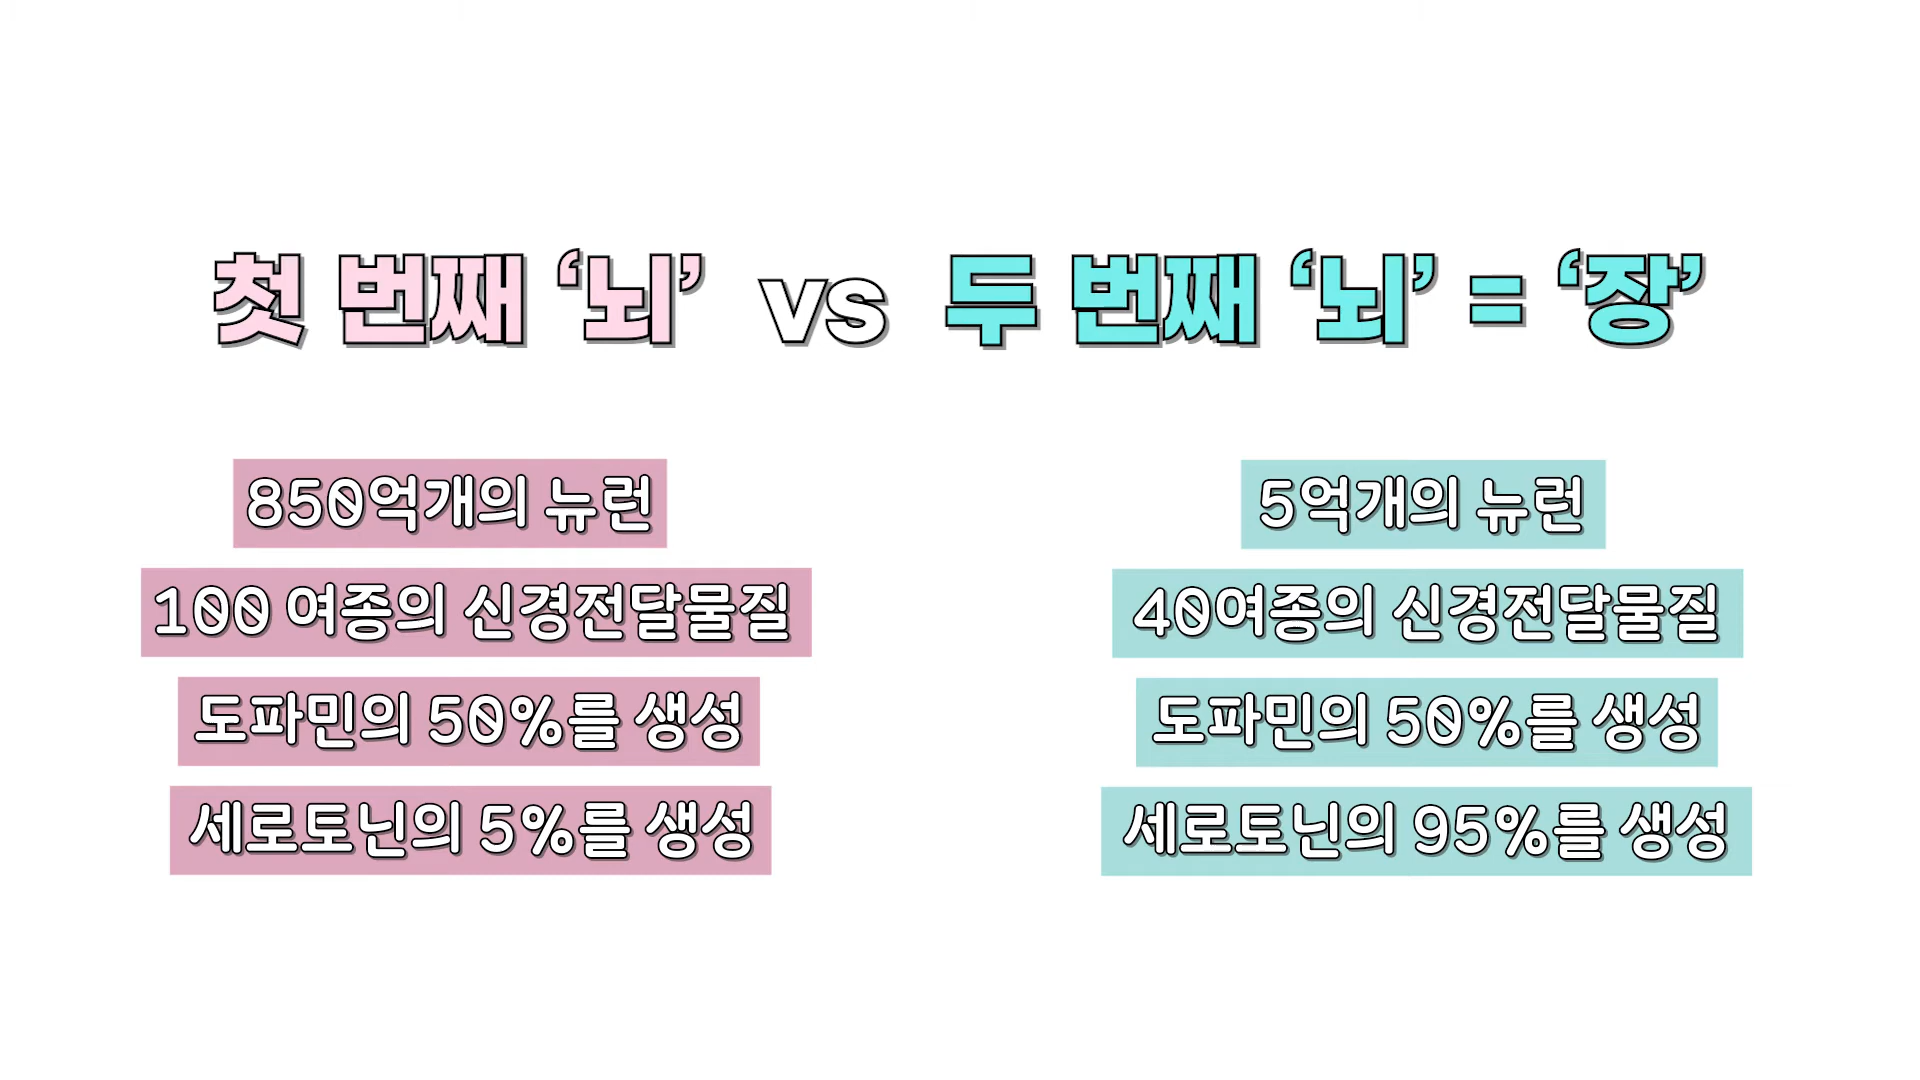 첫 번째 ‘뇌’ vs 두 번째 ‘뇌’ = ‘장’
850억개의 뉴런
100 여종의 신경전달물질
도파민의 50%를 생성
세로토닌의 5%를 생성
5억개의 뉴런
40여종의 신경전달물질
도파민의 50%를 생성
세로토닌의 95%를 생성